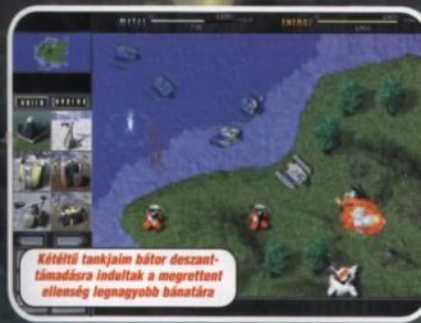 METAL
ENERGY
BUILD ORDERS
Kétéltű tankjaim bátor deszant-
támadásra indultak a megrettent
ellenség legnagyobb bánatára